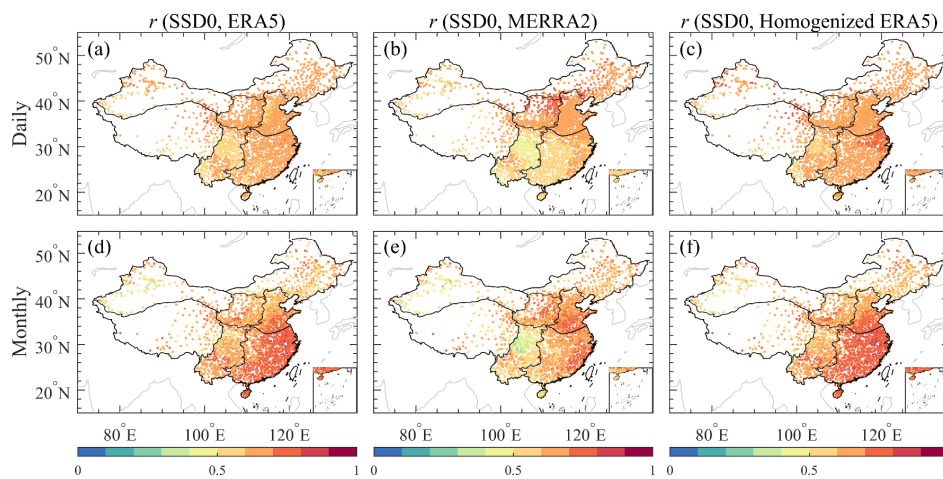 r (SSD0, ERA5) r (SSD0, MERRA2) r (SSD0, Homogenized ERA5)
(a) (b) (c)
50° N
40° N
30° N
20° N
Daily
(d) (e) (f)
50° N
40° N
30° N
20° N
Monthly
80° E 100° E 120° E 80° E 100° E 120° E 80° E 100° E 120° E
0 0.5 1 0 0.5 1 0 0.5